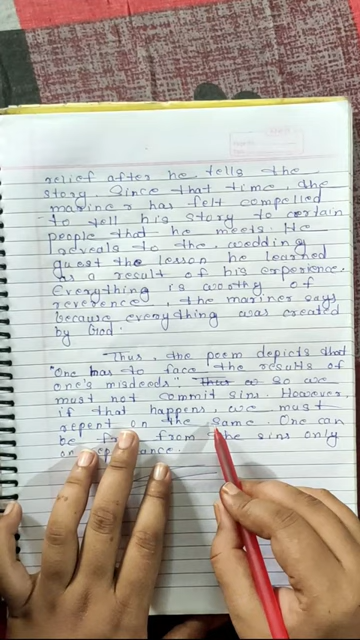 relief after he tells the
story. Since that time, the
mariner has felt compelled
to tell his story to certain
people that he meets. He
reveals to the wedding
guest the lesson he learned
as a result of his experience.
Everything is worthy of
reverence, the mariner says
because everything was created
by God.
Thus, the poem depicts that
"One has to face the results of
one's misdeeds." So we
must not commit sins. However,
if that happens, we must
repent on the same. One can
be from the sins only
on